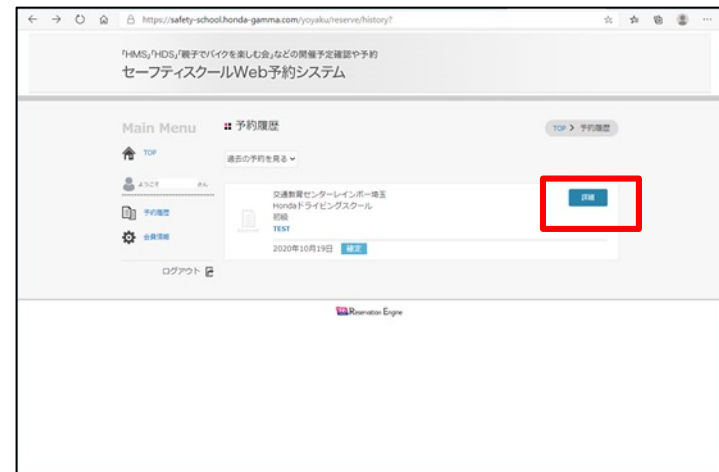 https://safety-school.honda-gamma.com/yoyaku/reserve/history?
「HMS」「HDS」「親子でバイクを楽しむ会」などの開催予定確認や予約
セーフティスクールWeb予約システム
Main Menu
TOP
ようこそ さん
予約履歴
会員情報
ログアウト
予約履歴
TOP > 予約履歴
過去の予約を見る
交通教育センターレインボー埼玉
Hondaドライビングスクール
初級
TEST
2020年10月19日 確定
詳細
Reservation Engine